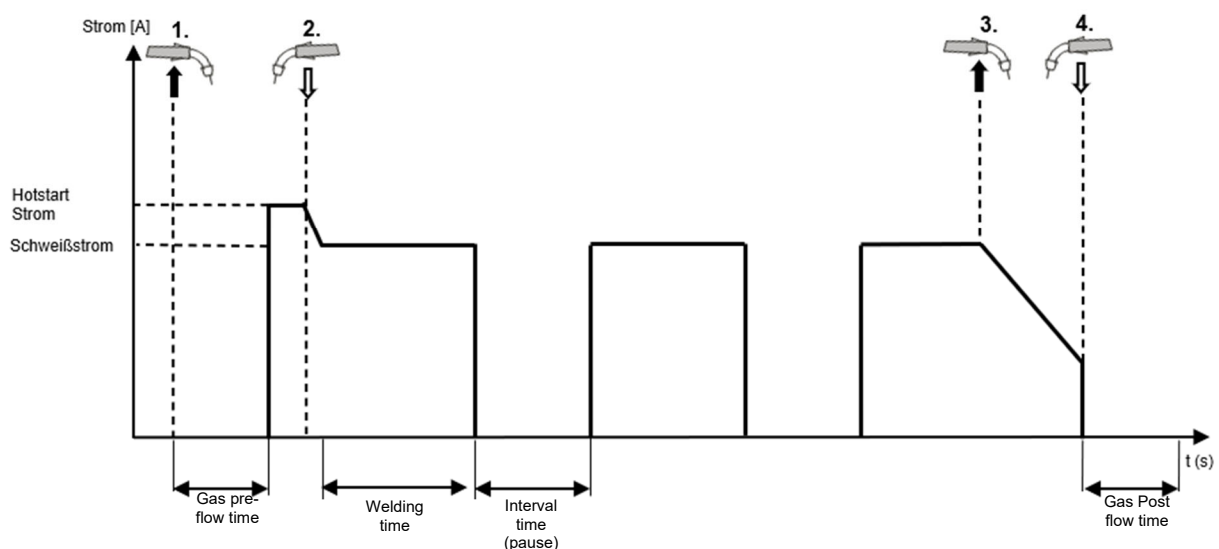 Strom [A]
1.
2.
3.
4.
Hotstart
Strom
Schweißstrom
t (s)
Gas pre-
flow time
Welding
time
Interval
time
(pause)
Gas Post
flow time